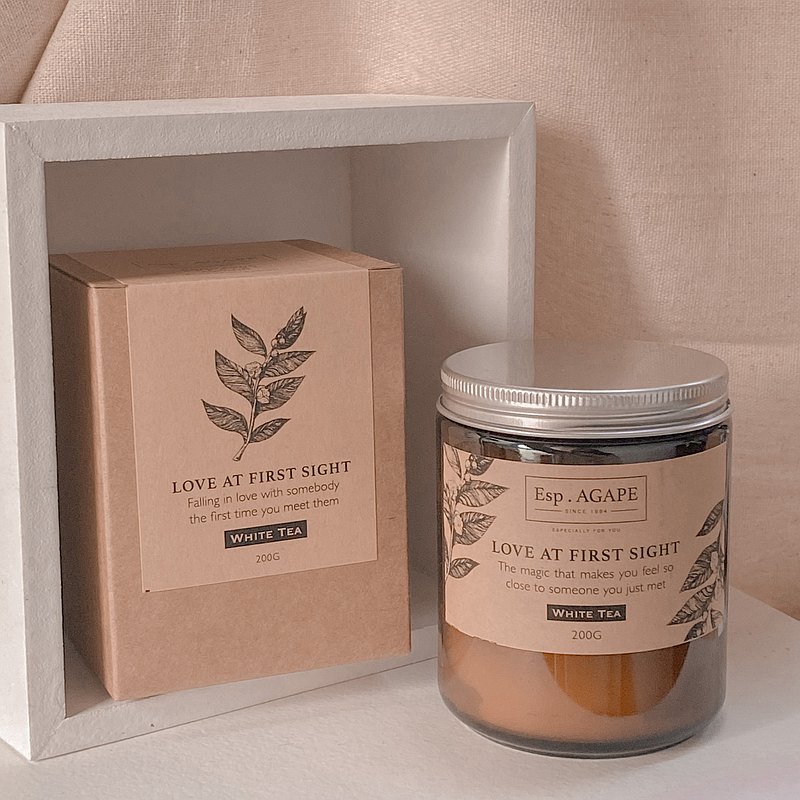 LOVE AT FIRST SIGHT
Falling in love with somebody
the first time you meet them
WHITE TEA
200G
Esp . AGAPE
SINCE 1984
ESPECIALLY FOR YOU
LOVE AT FIRST SIGHT
The magic that makes you feel so
close to someone you just met
WHITE TEA
200G